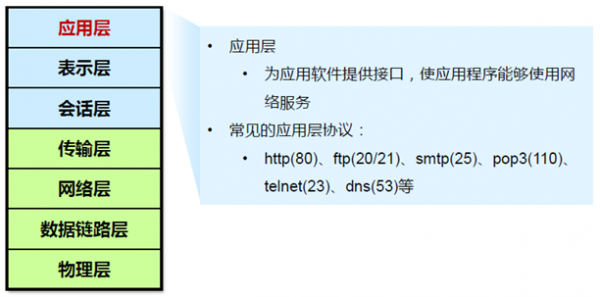 应用层
表示层
会话层
传输层
网络层
数据链路层
物理层
• 应用层
• 为应用软件提供接口，使应用程序能够使用网
络服务
• 常见的应用层协议：
• http(80)、ftp(20/21)、smtp(25)、pop3(110)、
telnet(23)、dns(53)等